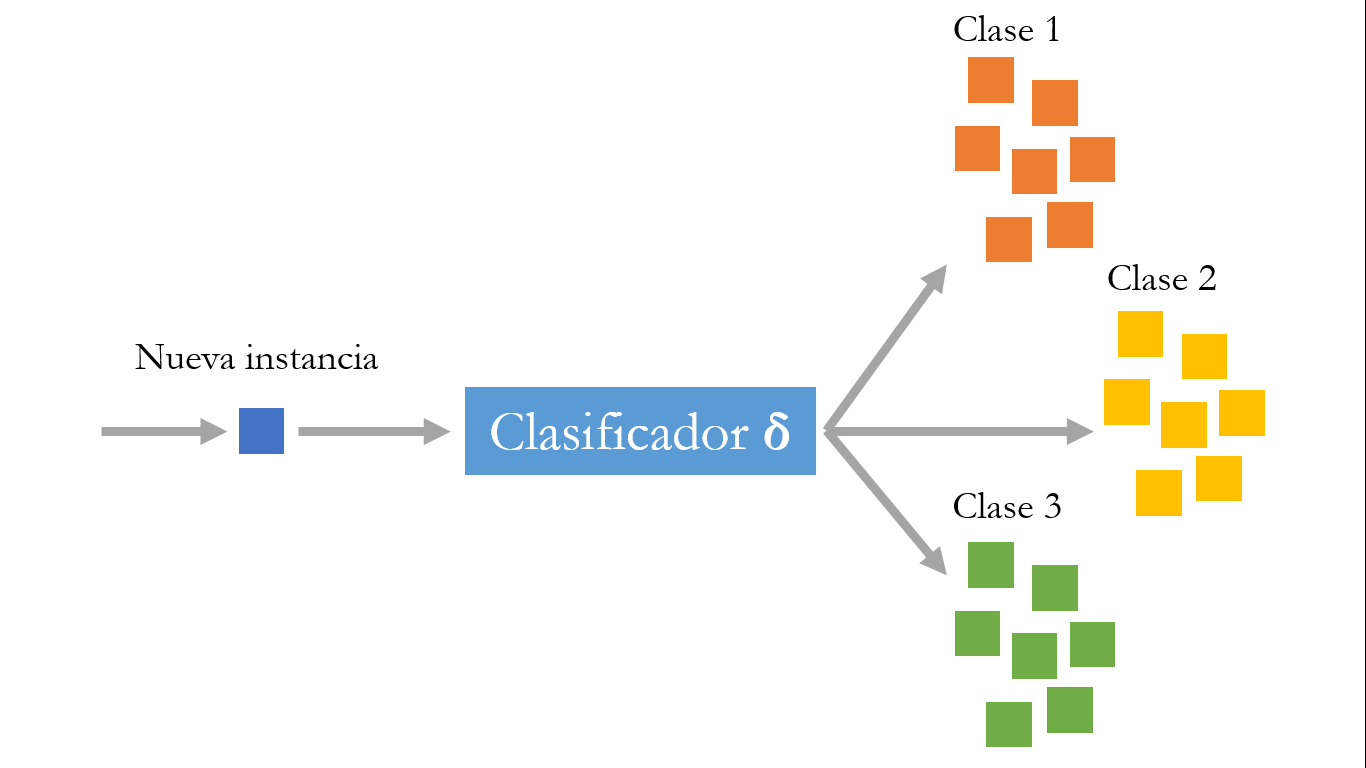 Clase 1
Clase 2
Nueva instancia
Clasificador δ
Clase 3